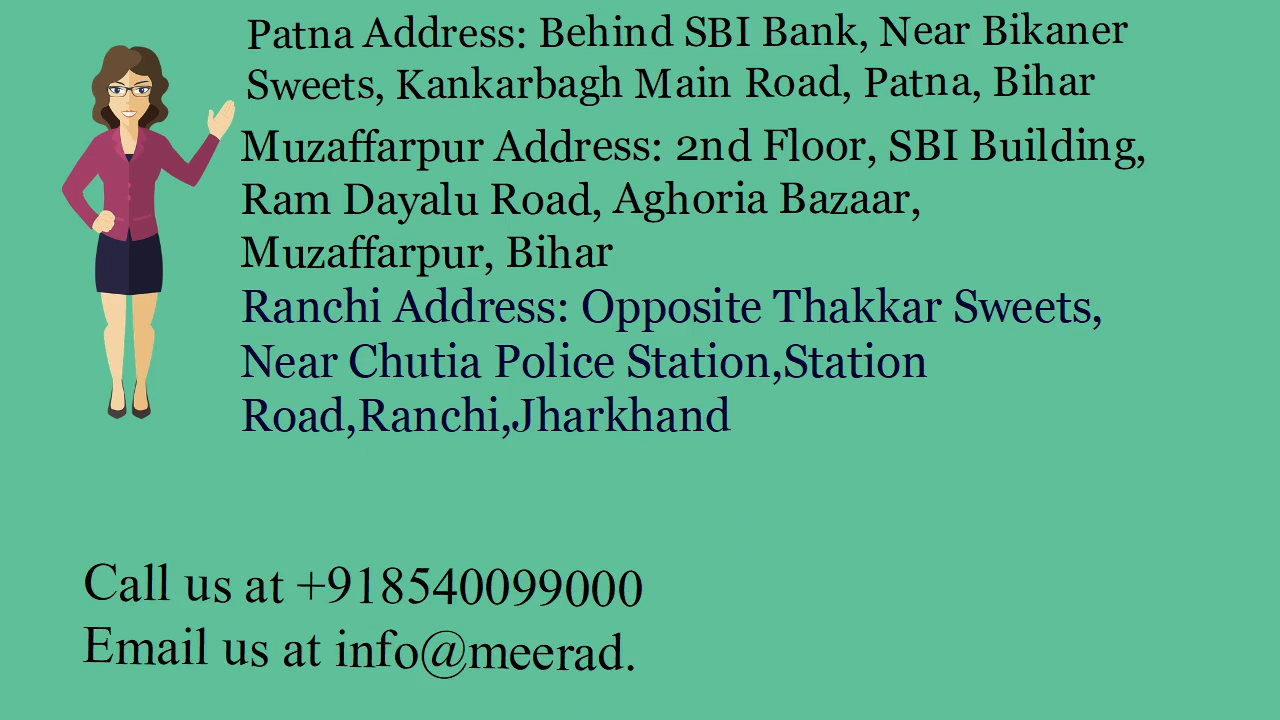 Patna Address: Behind SBI Bank, Near Bikaner
Sweets, Kankarbagh Main Road, Patna, Bihar
Muzaffarpur Address: 2nd Floor, SBI Building,
Ram Dayalu Road, Aghoria Bazaar,
Muzaffarpur, Bihar
Ranchi Address: Opposite Thakkar Sweets,
Near Chutia Police Station,Station
Road,Ranchi,Jharkhand
Call us at +918540099000
Email us at info@meerad.